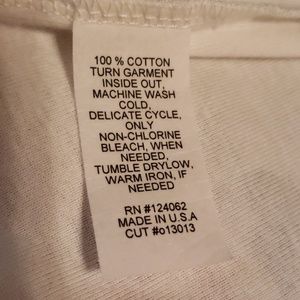 100 % COTTON
TURN GARMENT
INSIDE OUT,
MACHINE WASH
COLD,
DELICATE CYCLE,
ONLY
NON-CHLORINE
BLEACH, WHEN
NEEDED,
TUMBLE DRYLOW,
WARM IRON, IF
NEEDED
RN #124062
MADE IN U.S.A
CUT #o13013